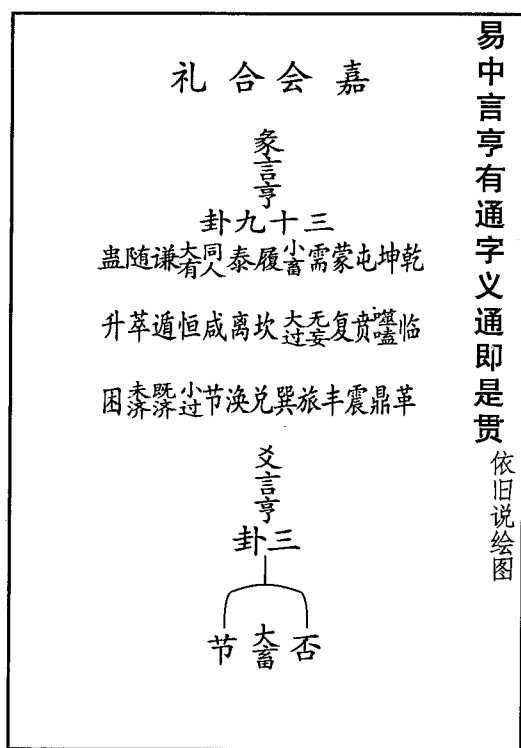 易中言亨有通字义通即是贯
依旧说绘图
嘉会合礼
彖言亨
三十九卦
乾坤屯蒙需小畜履泰同人大有谦随蛊
临噬嗑贲复无妄大过坎离咸恒遁萃升
革鼎震丰旅巽兑涣节小过既济未济困
爻言亨
三卦
否 大畜 节